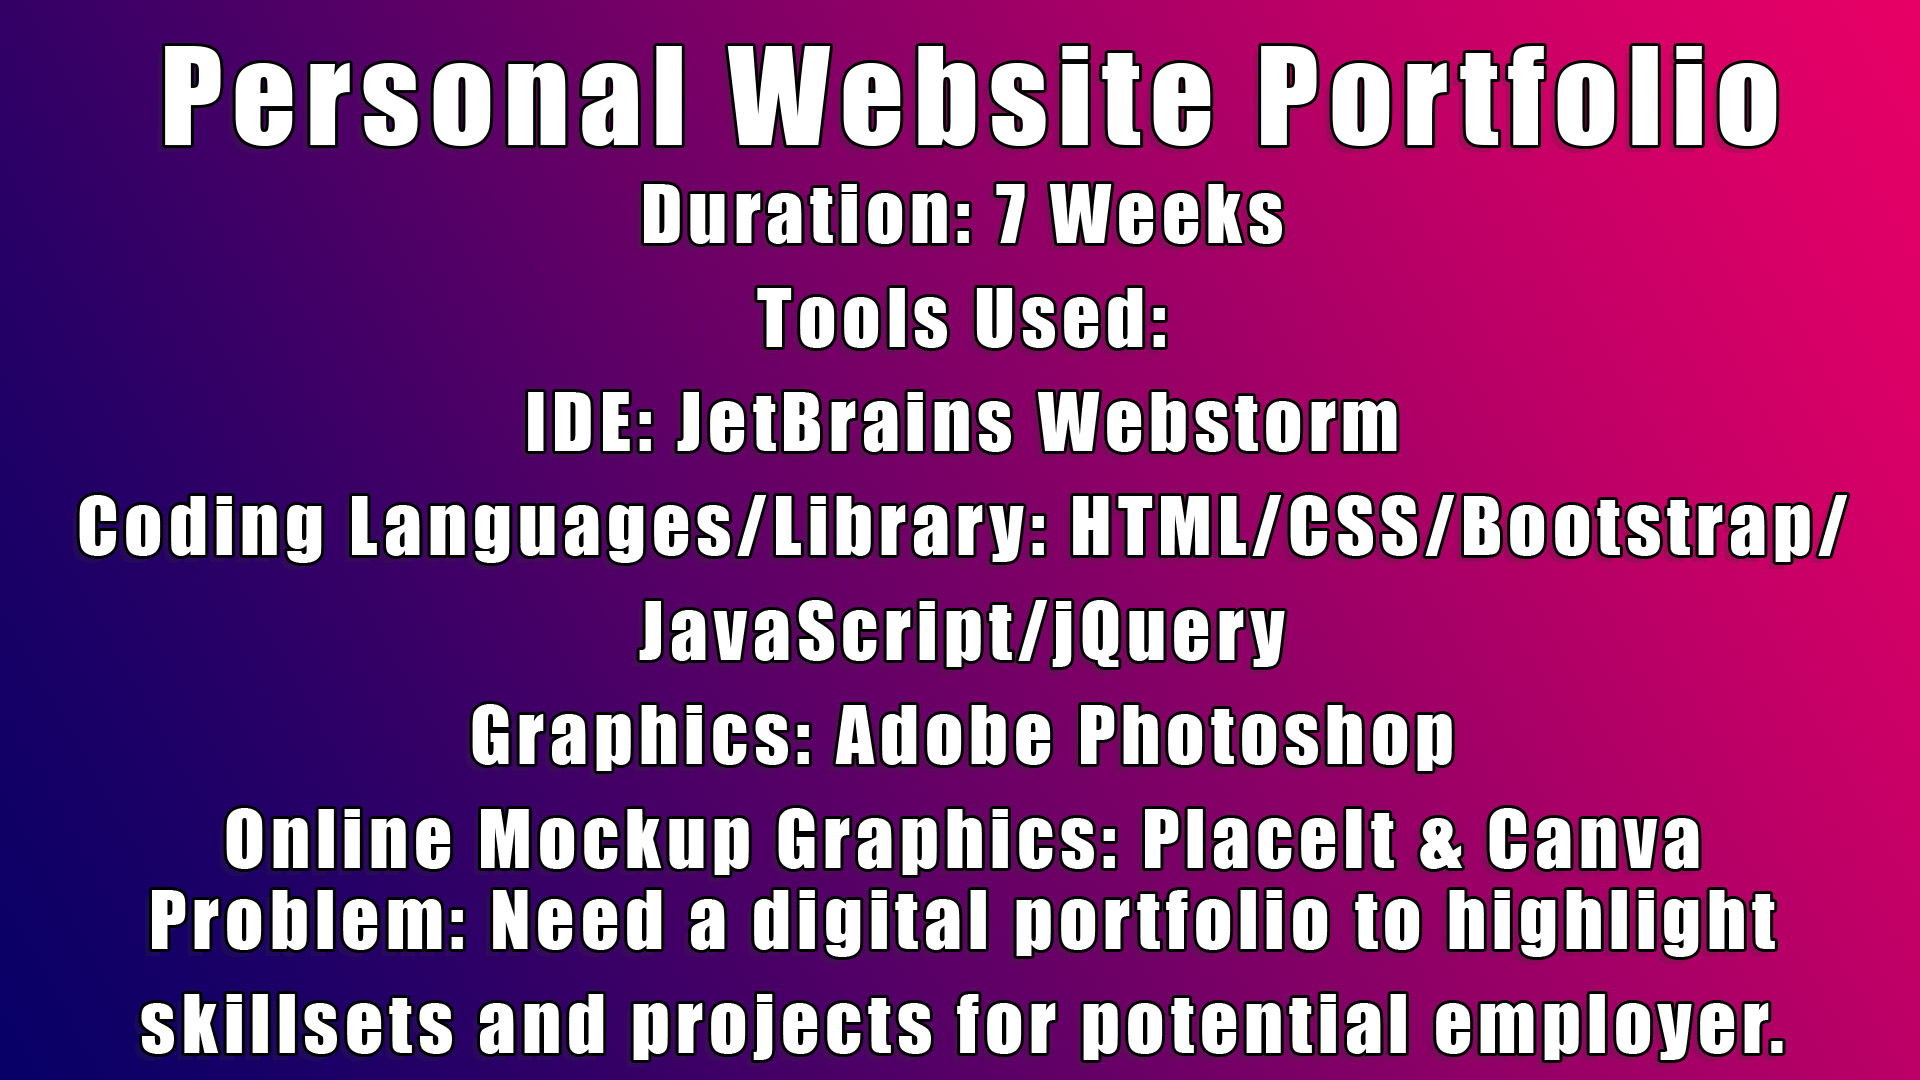 Personal Website Portfolio
Duration: 7 Weeks
Tools Used:
IDE: JetBrains Webstorm
Coding Languages/Library: HTML/CSS/Bootstrap/
JavaScript/jQuery
Graphics: Adobe Photoshop
Online Mockup Graphics: PlaceIt & Canva
Problem: Need a digital portfolio to highlight
skillsets and projects for potential employer.